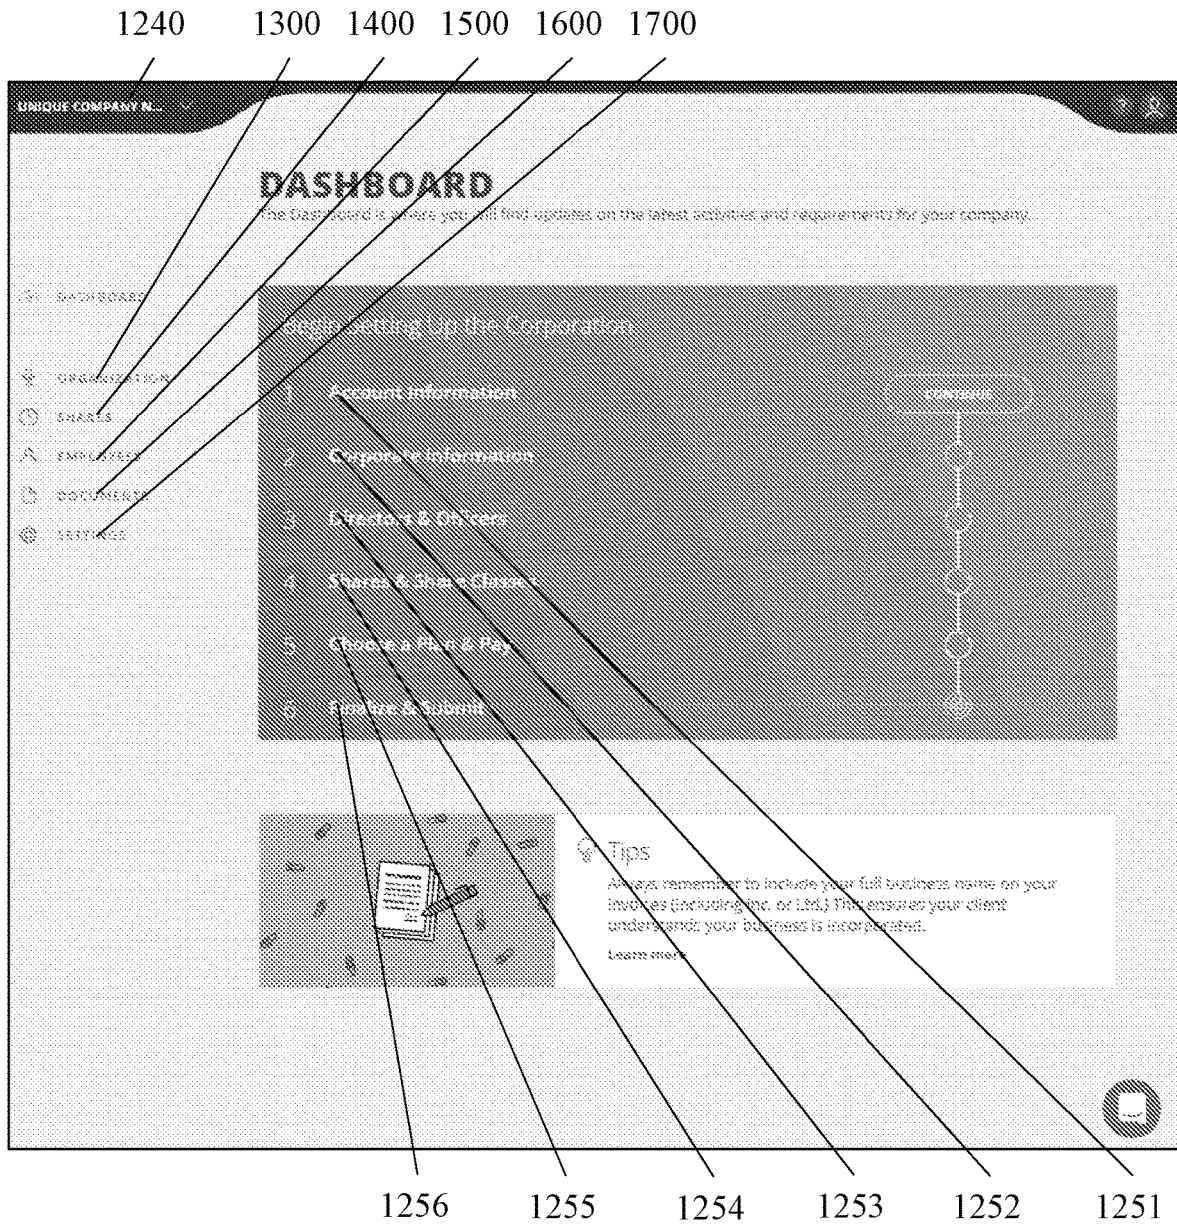 1240 1300 1400 1500 1600 1700
UNIQUE COMPANY N... ?
DASHBOARD
The Dashboard is where you will find updates on the latest activities and requirements for your company.
DASHBOARD
Begin Setting Up the Corporation
ORGANIZATION
1 Account Information CONTINUE
SHARES
EMPLOYEES
2 Corporate Information
DOCUMENTS
3 Directors & Officers
SETTINGS
4 Shares & Share Classes
5 Choose a Plan & Pay
6 Finalize & Submit
Tips
Always remember to include your full business name on your
invoices (including Inc. or Ltd.) This ensures your client
understands your business is incorporated.
Learn more
1256 1255 1254 1253 1252 1251